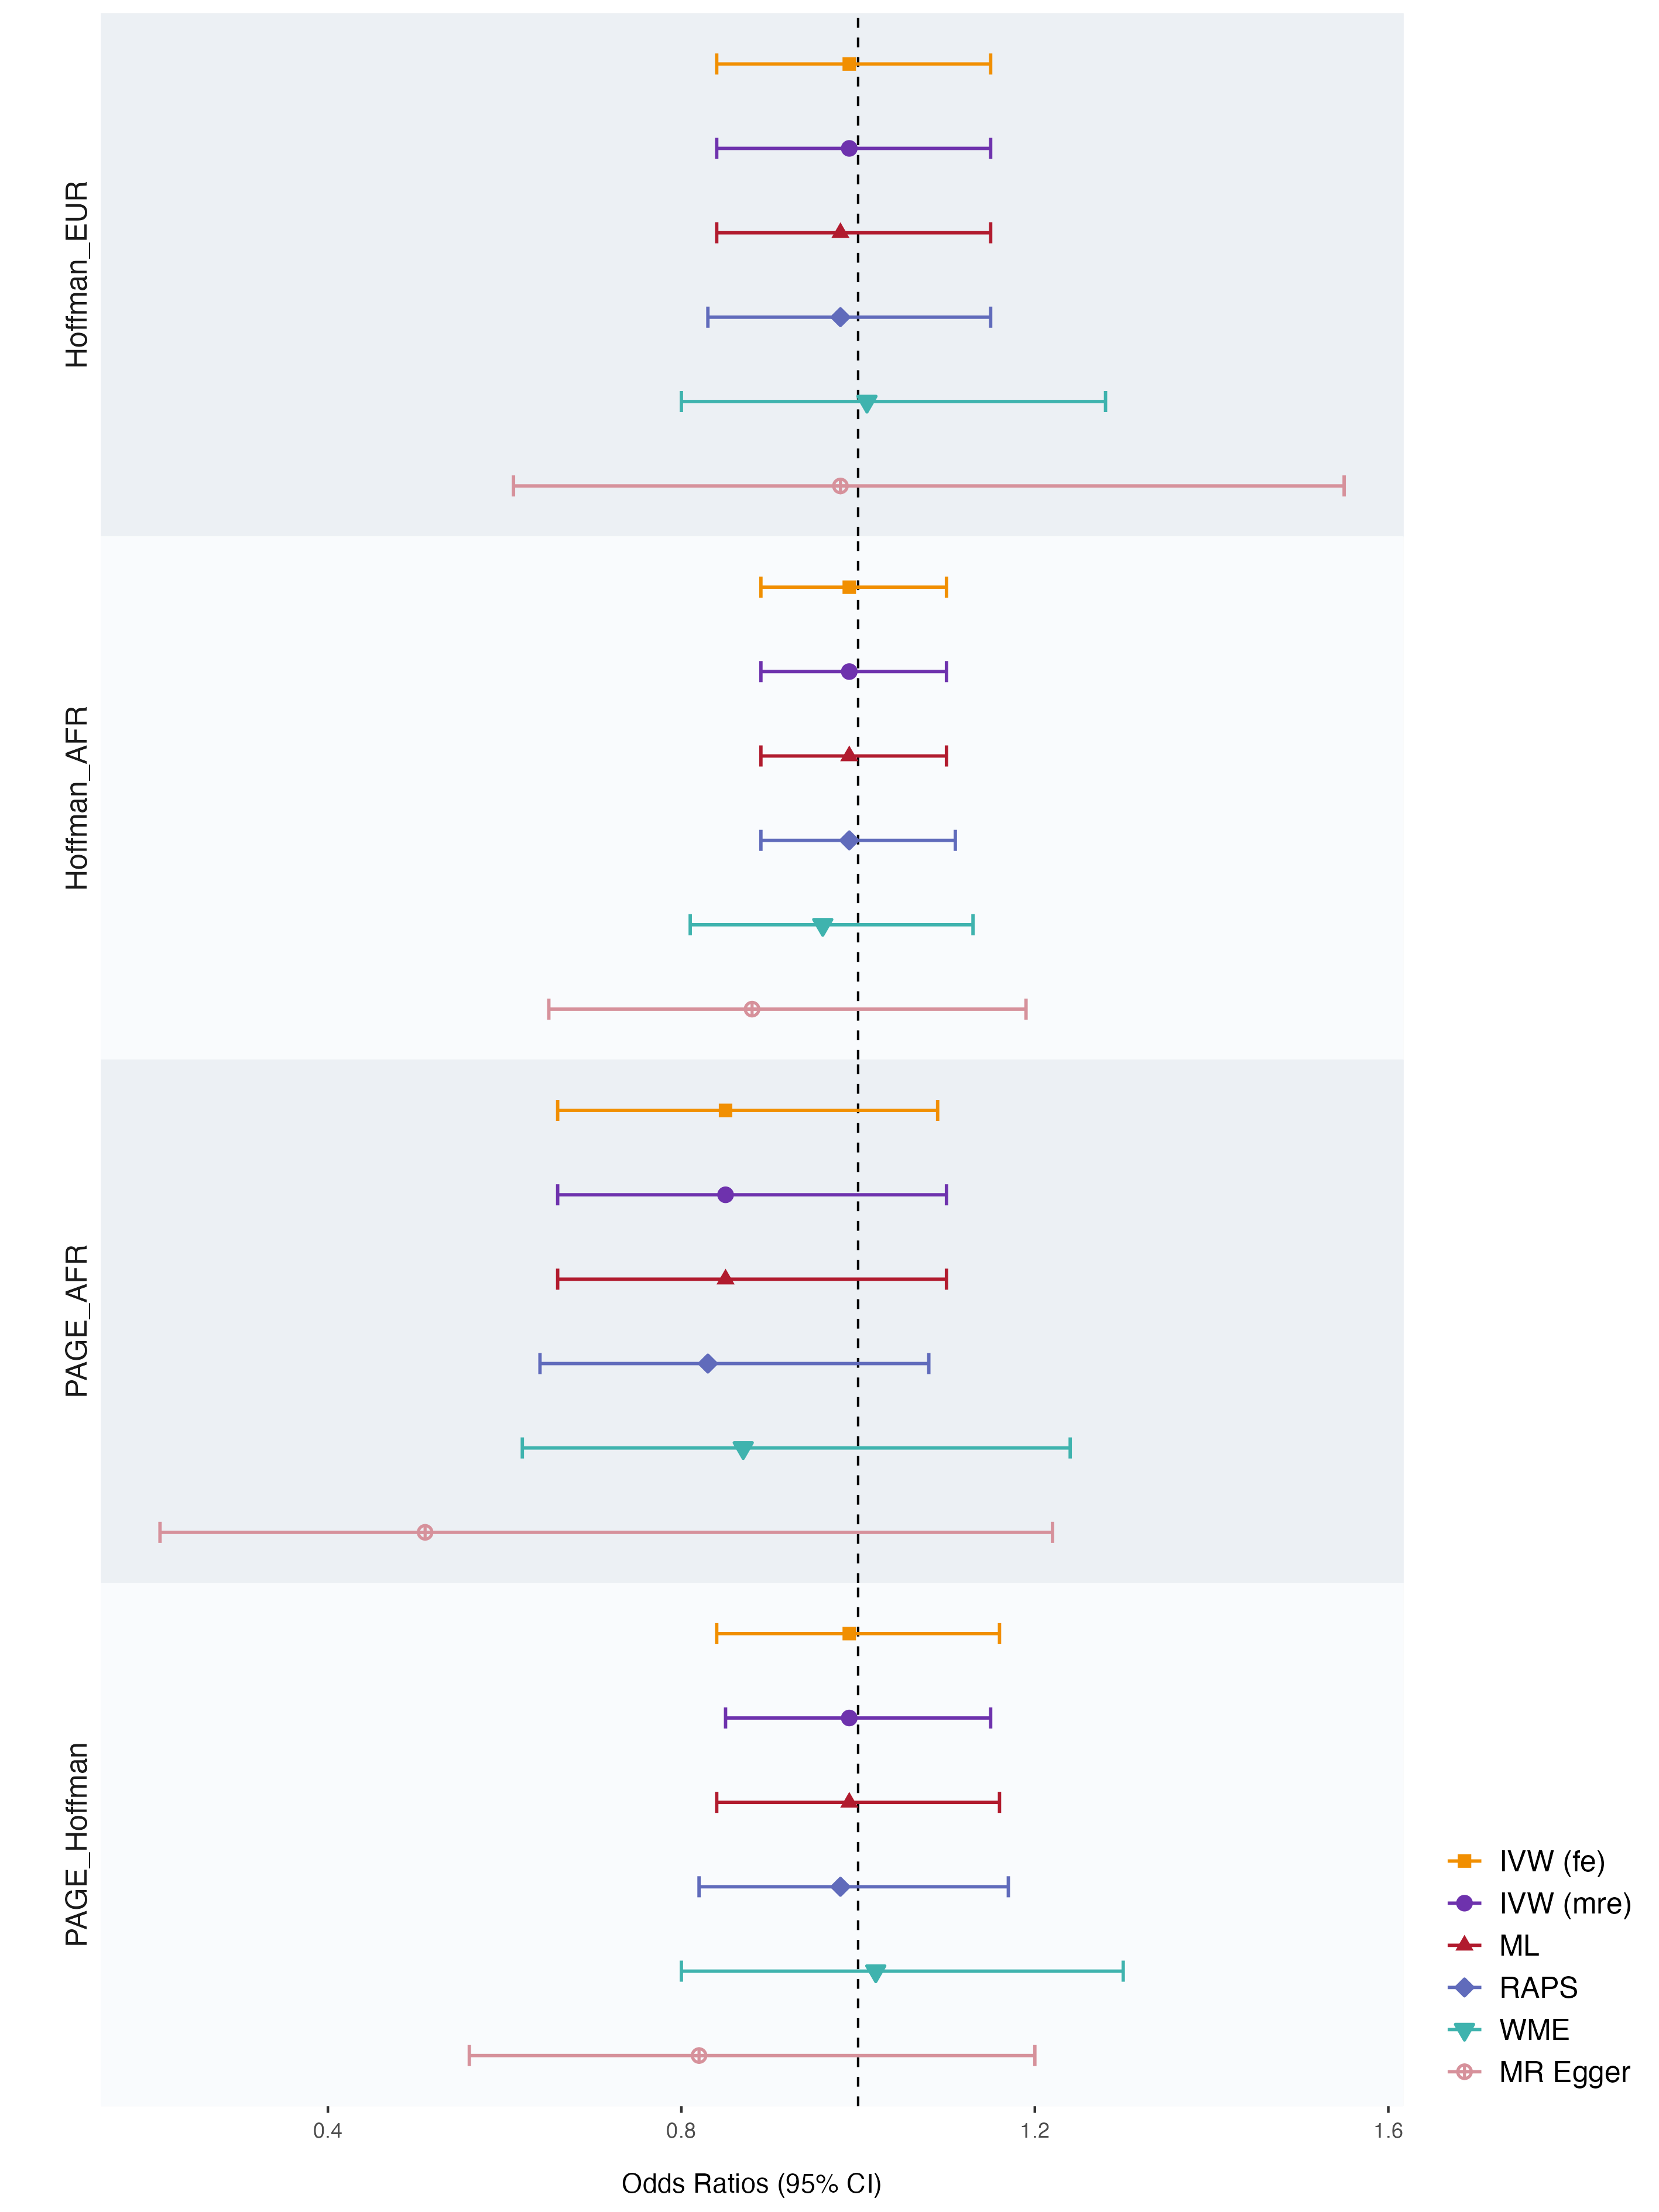 Hoffman_EUR
Hoffman_AFR
PAGE_AFR
PAGE_Hoffman
IVW (fe)
IVW (mre)
ML
RAPS
WME
MR Egger
0.4 0.8 1.2 1.6
Odds Ratios (95% CI)